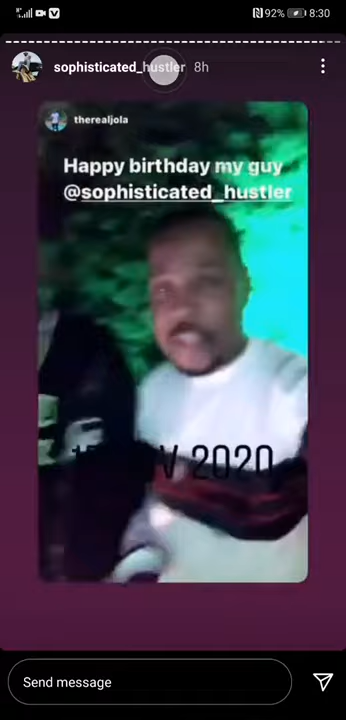 92% 8:30
sophisticated_hustler 8h
therealjola
Happy birthday my guy
@sophisticated_hustler
V 2020
Send message